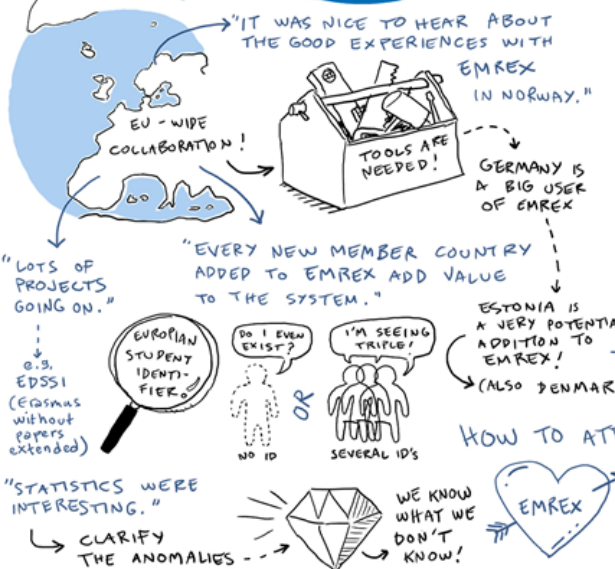 "IT WAS NICE TO HEAR ABOUT
THE GOOD EXPERIENCES WITH
EMREX
IN NORWAY."
EU-WIDE
COLLABORATION!
TOOLS ARE
NEEDED!
GERMANY IS
A BIG USER
OF EMREX
"LOTS OF
PROJECTS
GOING ON."
e.g.
EDSSI
(Erasmus
without
papers
extended)
"EVERY NEW MEMBER COUNTRY
ADDED TO EMREX ADD VALUE
TO THE SYSTEM."
ESTONIA IS
A VERY POTENTIA
ADDITION TO
EMREX!
(ALSO DENMAR
EUROPIAN
STUDENT
IDENTI-
FIER.
DO I EVEN
EXIST?
NO ID
OR
I'M SEEING
TRIPLE!
SEVERAL ID'S
HOW TO ATT
"STATISTICS WERE
INTERESTING."
CLARIFY
THE ANOMALIES
WE KNOW
WHAT WE
DON'T
KNOW!
EMREX